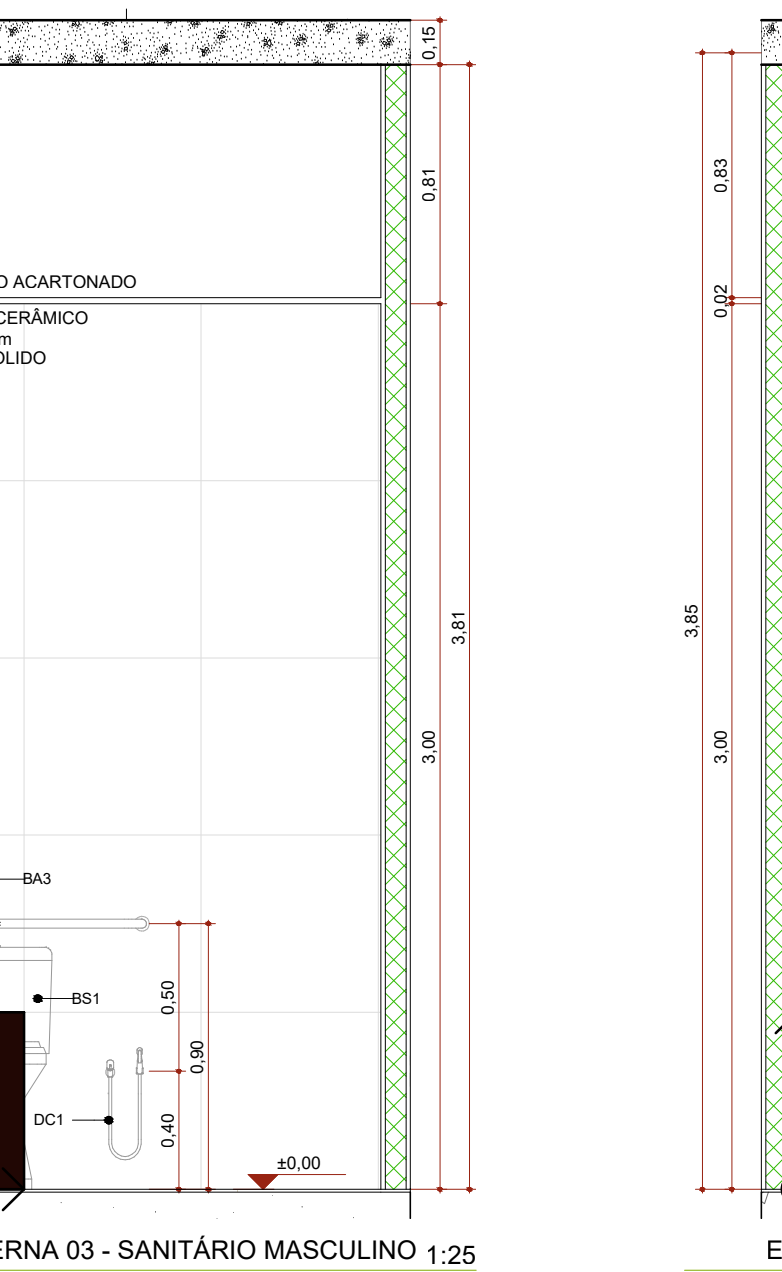 0,15
0,81
0,83
O ACARTONADO
0,02
CERÂMICO
m
OLIDO
3,85
3,81
3,00
3,00
BA3
BS1
0,50
0,90
DC1
0,40
±0,00
ERNA 03 - SANITÁRIO MASCULINO 1:25
E